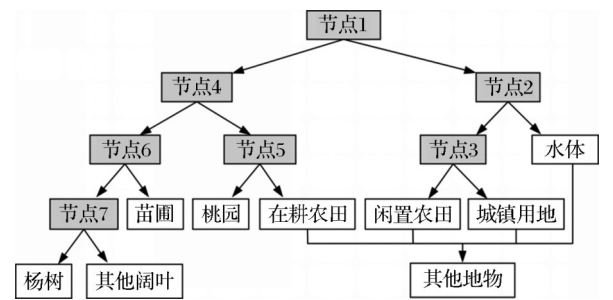 节点1
节点4
节点2
节点6
节点5
节点3
水体
节点7
苗圃
桃园
在耕农田
闲置农田
城镇用地
杨树
其他阔叶
其他地物